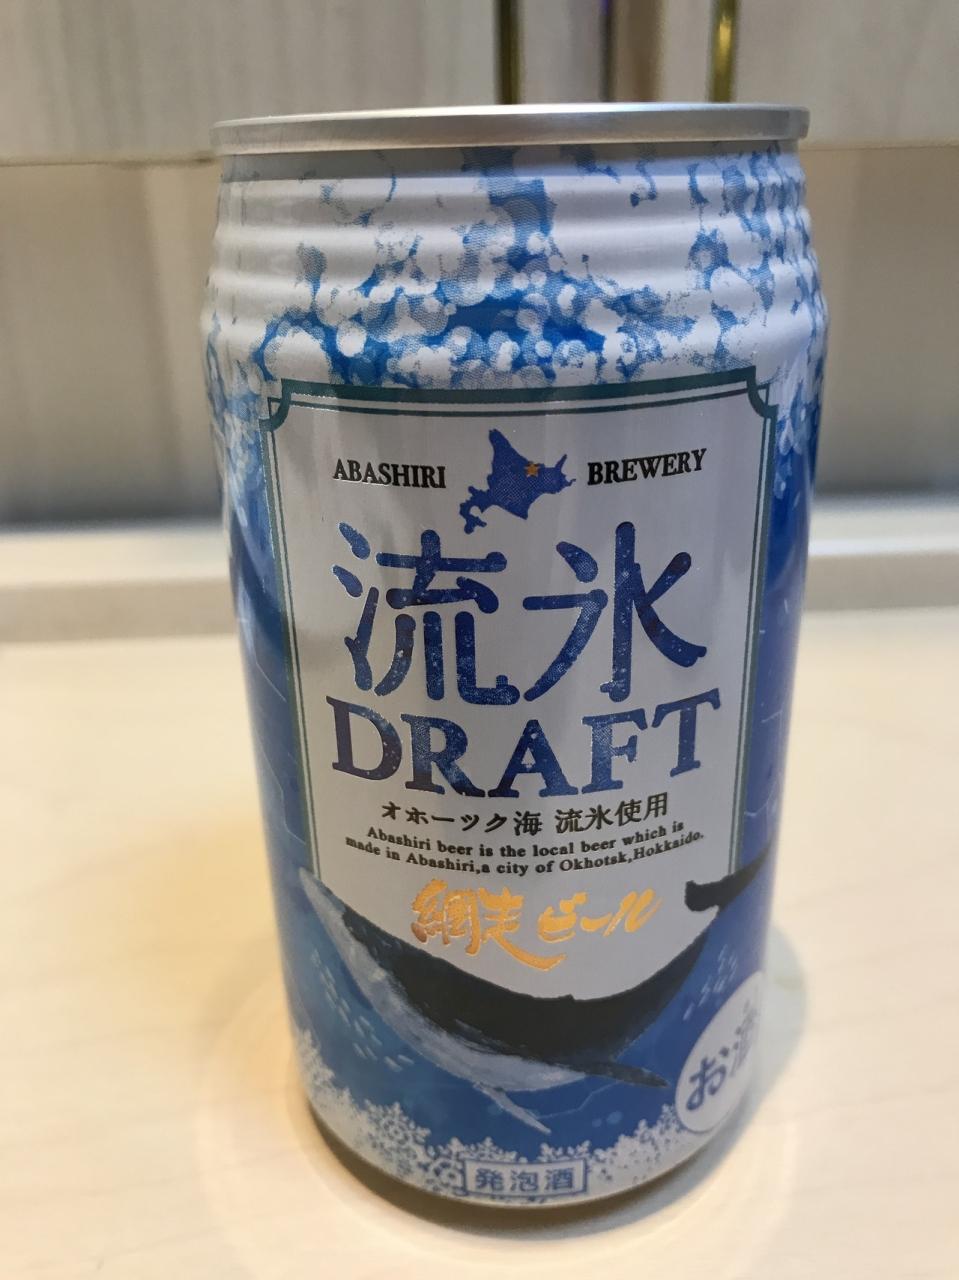 ABASHIRI BREWERY
流氷
DRAFT
オホーツク海 流氷使用
Abashiri beer is the local beer which is
made in Abashiri,a city of Okhotsk,Hokkaido.
網走ビール
お酒
発泡酒